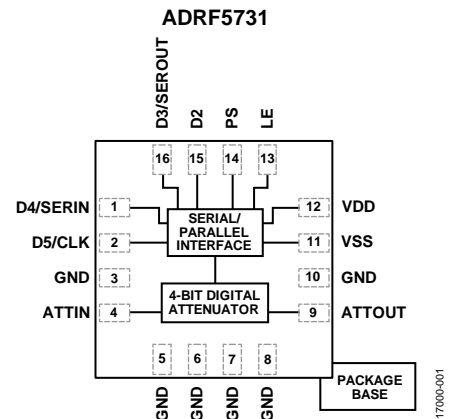 ADRF5731
D3/SEROUT
D2
PS
LE
16
15
14
13
D4/SERIN
1
SERIAL/
PARALLEL
INTERFACE
12
VDD
D5/CLK
2
11
VSS
GND
3
10
GND
4-BIT DIGITAL
ATTENUATOR
ATTIN
4
9
ATTOUT
5
6
7
8
GND
GND
GND
GND
PACKAGE
BASE
17000-001